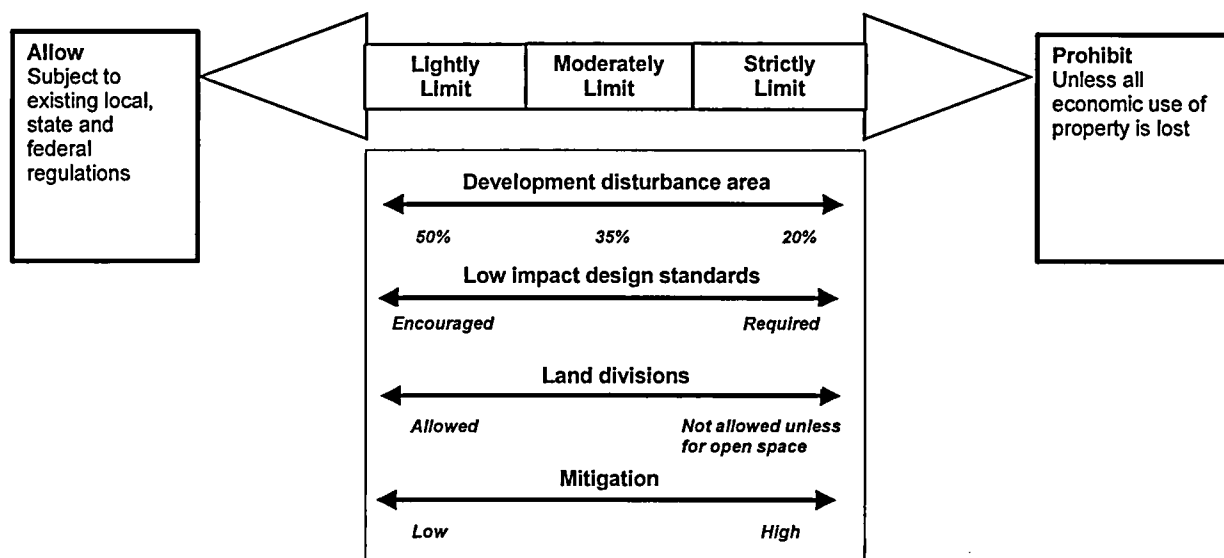 Allow
Subject to
existing local,
state and
federal
regulations
Lightly
Limit
Moderately
Limit
Strictly
Limit
Prohibit
Unless all
economic use of
property is lost
Development disturbance area
50% 35% 20%
Low impact design standards
Encouraged Required
Land divisions
Allowed Not allowed unless
for open space
Mitigation
Low High